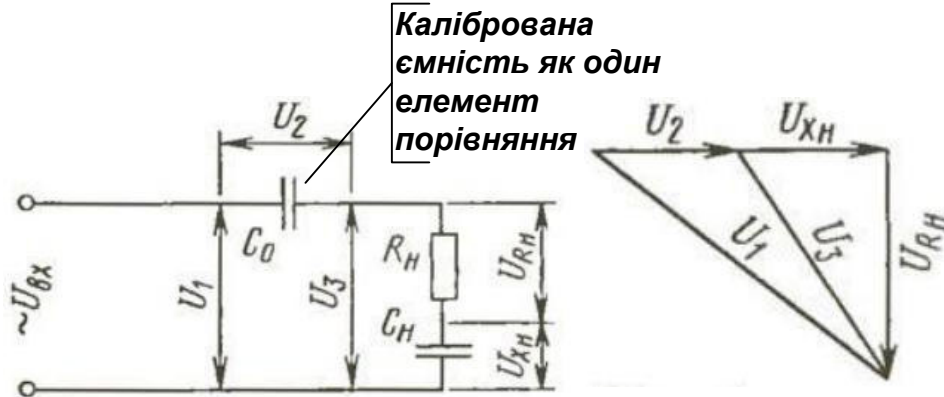 Калібрована
ємність як один
елемент
порівняння
U₂
C₀
~Uвх
U₁
U₃
Rн
Cн
URн
UXн
U₂
UXн
U₁
U₃
URн